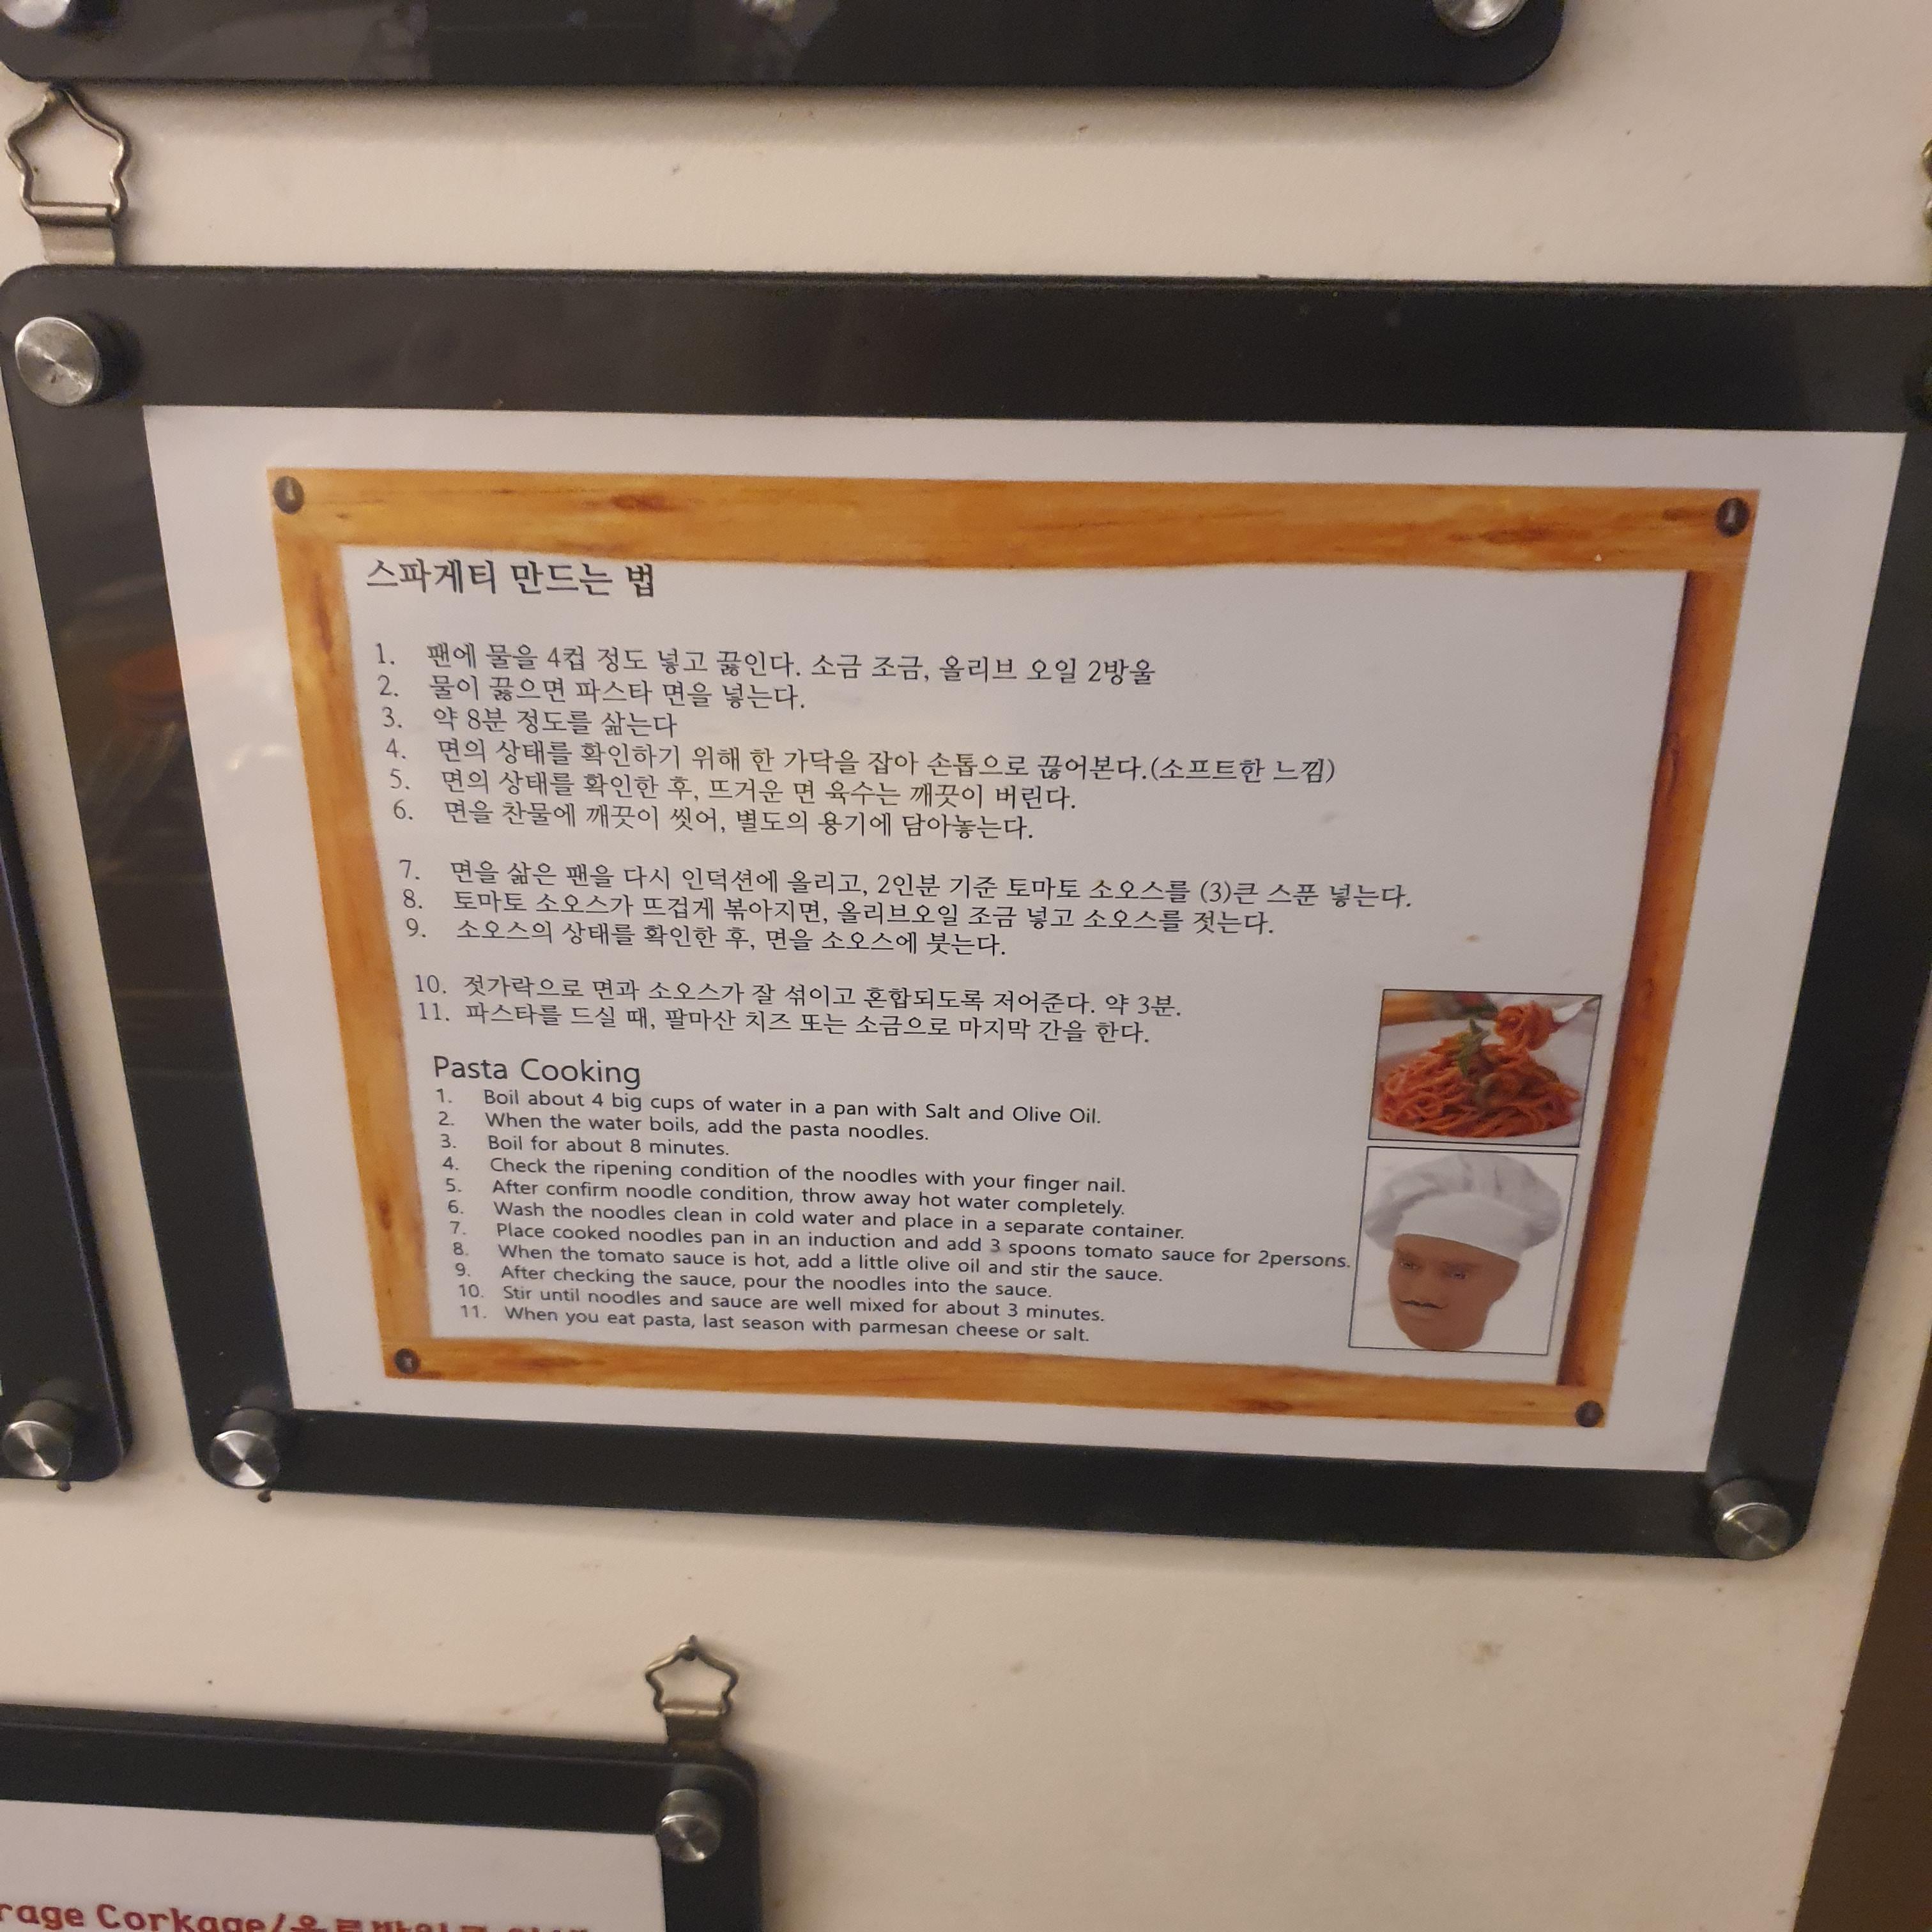 스파게티 만드는 법
1. 팬에 물을 4컵 정도 넣고 끓인다. 소금 조금, 올리브 오일 2방울
2. 물이 끓으면 파스타 면을 넣는다.
3. 약 8분 정도를 삶는다
4. 면의 상태를 확인하기 위해 한 가닥을 잡아 손톱으로 끊어본다.(소프트한 느낌)
5. 면의 상태를 확인한 후, 뜨거운 면 육수는 깨끗이 버린다.
6. 면을 찬물에 깨끗이 씻어, 별도의 용기에 담아놓는다.
7. 면을 삶은 팬을 다시 인덕션에 올리고, 2인분 기준 토마토 소오스를 (3)큰 스푼 넣는다.
8. 토마토 소오스가 뜨겁게 볶아지면, 올리브오일 조금 넣고 소오스를 젓는다.
9. 소오스의 상태를 확인한 후, 면을 소오스에 붓는다.
10. 젓가락으로 면과 소오스가 잘 섞이고 혼합되도록 저어준다. 약 3분.
11. 파스타를 드실 때, 팔마산 치즈 또는 소금으로 마지막 간을 한다.
Pasta Cooking
1. Boil about 4 big cups of water in a pan with Salt and Olive Oil.
2. When the water boils, add the pasta noodles.
3. Boil for about 8 minutes.
4. Check the ripening condition of the noodles with your finger nail.
5. After confirm noodle condition, throw away hot water completely.
6. Wash the noodles clean in cold water and place in a separate container.
7. Place cooked noodles pan in an induction and add 3 spoons tomato sauce for 2persons.
8. When the tomato sauce is hot, add a little olive oil and stir the sauce.
9. After checking the sauce, pour the noodles into the sauce.
10. Stir until noodles and sauce are well mixed for about 3 minutes.
11. When you eat pasta, last season with parmesan cheese or salt.
rage Corkage/